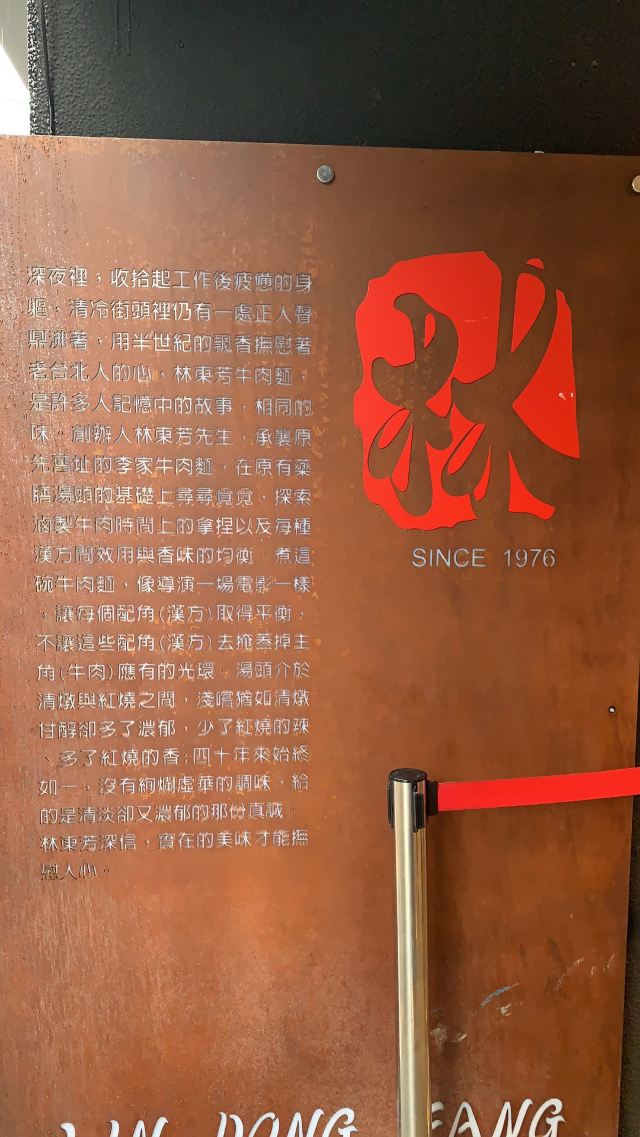 深夜裡，收拾起工作後疲憊的身
軀，清冷街頭裡仍有一處正人聲
鼎沸著，用半世紀的飄香撫慰著
老台北人的心，林東芳牛肉麵，
是許多人記憶中的故事，相同的
味。創辦人林東芳先生，承襲原
先舊址的李家牛肉麵，在原有藥
膳湯頭的基礎上尋尋覓覓，探索
滷製牛肉時間上的拿捏以及每種
漢方間效用與香味的均衡。煮這
碗牛肉麵，像導演一場電影一樣
，讓每個配角(漢方)取得平衡，
不讓這些配角(漢方)去掩蓋掉主
角(牛肉)應有的光環。湯頭介於
清燉與紅燒之間，淺嚐猶如清燉
甘醇卻多了濃郁，少了紅燒的辣
、多了紅燒的香;四十年來始終
如一，沒有絢爛虛華的調味，給
的是清淡卻又濃郁的那份真誠，
林東芳深信，實在的美味才能撫
慰人心。
林
SINCE 1976
LIN DONG FANG